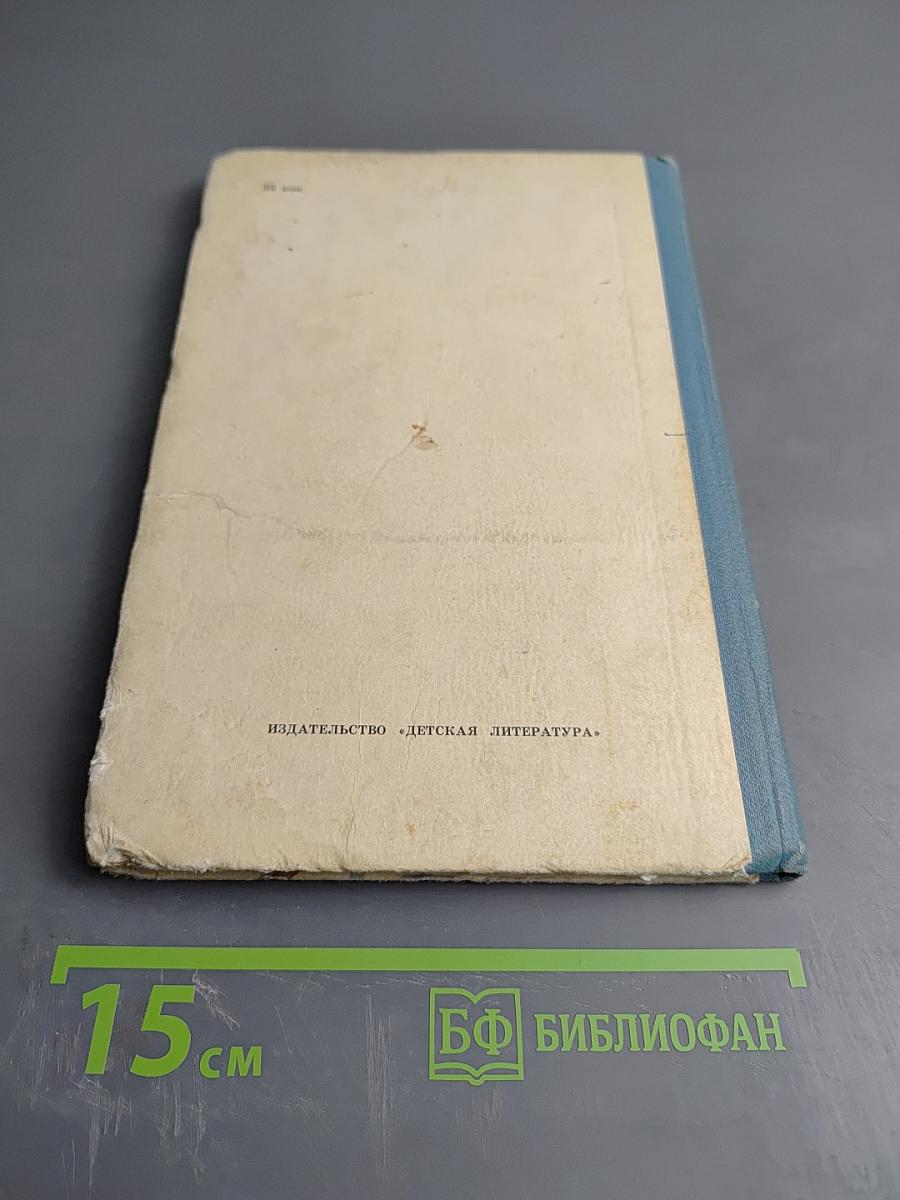 ИЗДАТЕЛЬСТВО «ДЕТСКАЯ ЛИТЕРАТУРА»
15 см
БФ БИБЛИОФАН